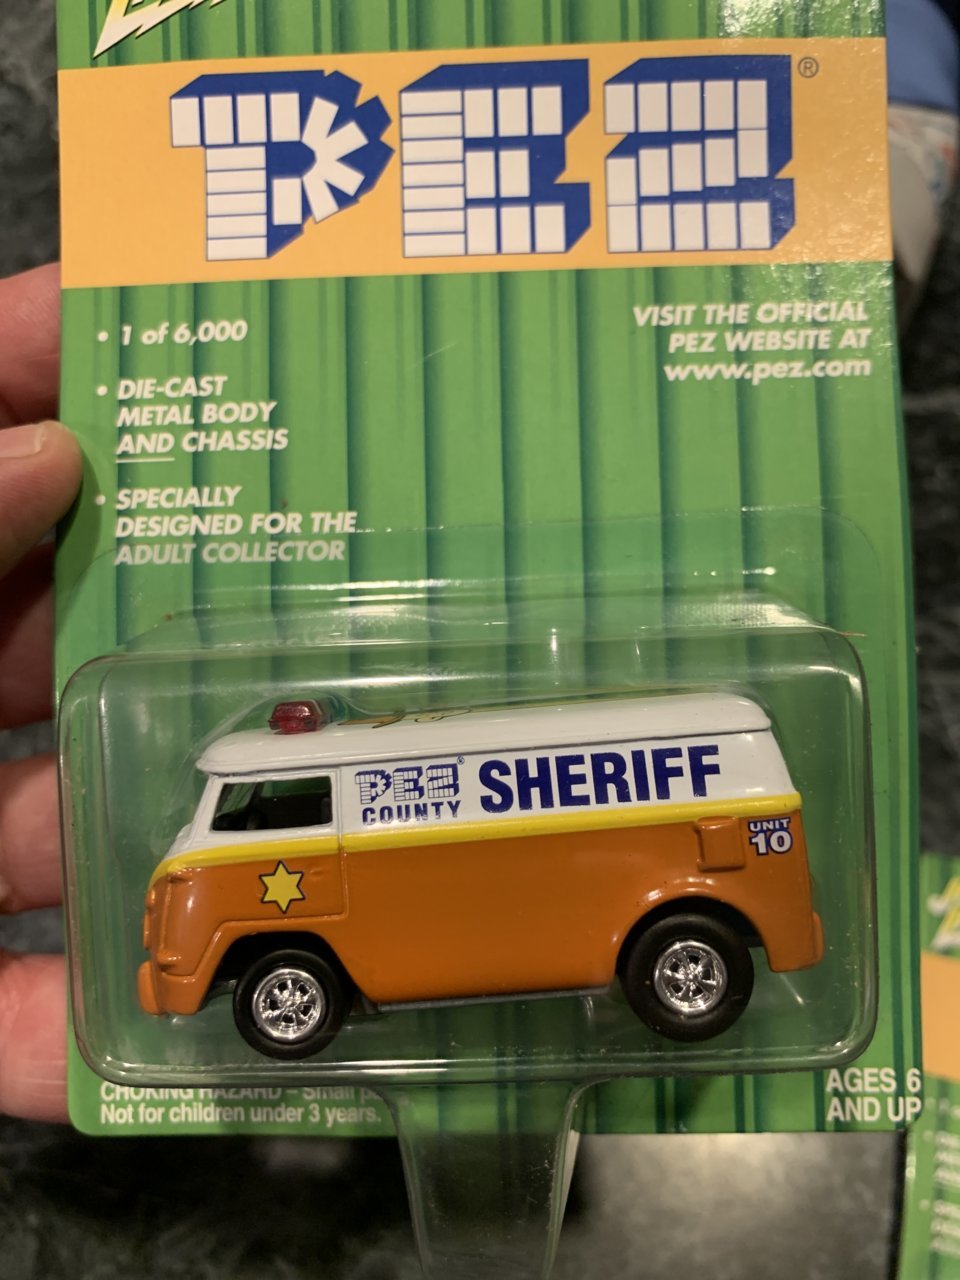 PEZ®
• 1 of 6,000
• DIE-CAST
METAL BODY
AND CHASSIS
• SPECIALLY
DESIGNED FOR THE
ADULT COLLECTOR
VISIT THE OFFICIAL
PEZ WEBSITE AT
www.pez.com
PEZ®
COUNTY
SHERIFF
UNIT
10
CHOKING HAZARD – Small
Not for children under 3 years.
AGES 6
AND UP